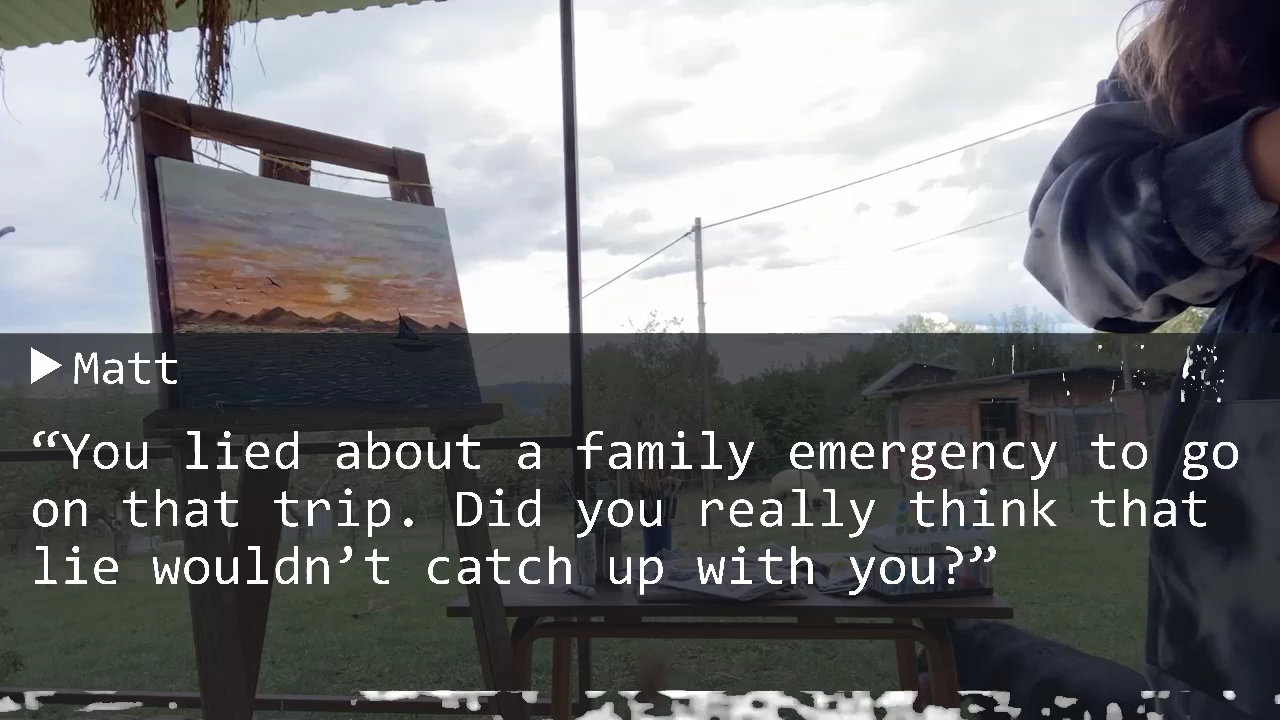 Matt
“You lied about a family emergency to go
on that trip. Did you really think that
lie wouldn’t catch up with you?”